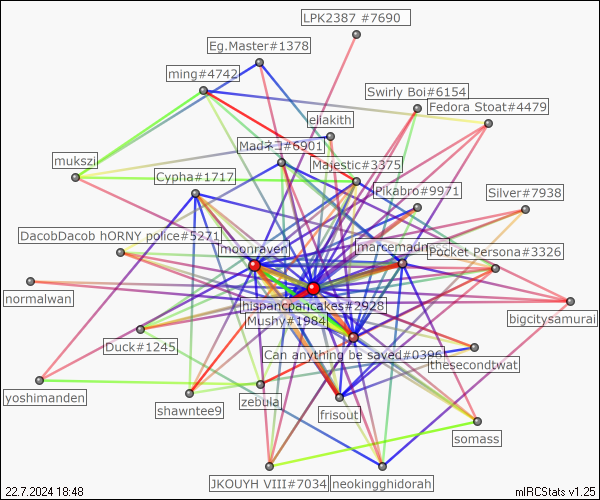 LPK2387 #7690
Eg.Master#1378
ming#4742
Swirly Boi#6154
Fedora Stoat#4479
eliakith
Madネコ#6901
mukszi
Majestic#3375
Cypha#1717
Pikabro#9971
Silver#7938
DacobDacob hORNY police#5271
moonraven
marcemadn
Pocket Persona#3326
normalwan
hispancpancakes#2928
bigcitysamurai
Mushy#1984
Duck#1245
Can anything be saved#0396
thesecondtwat
yoshimanden
shawntee9
zebula
frisout
somass
JKOUYH VIII#7034
neokingghidorah
22.7.2024 18:48
mIRCStats v1.25